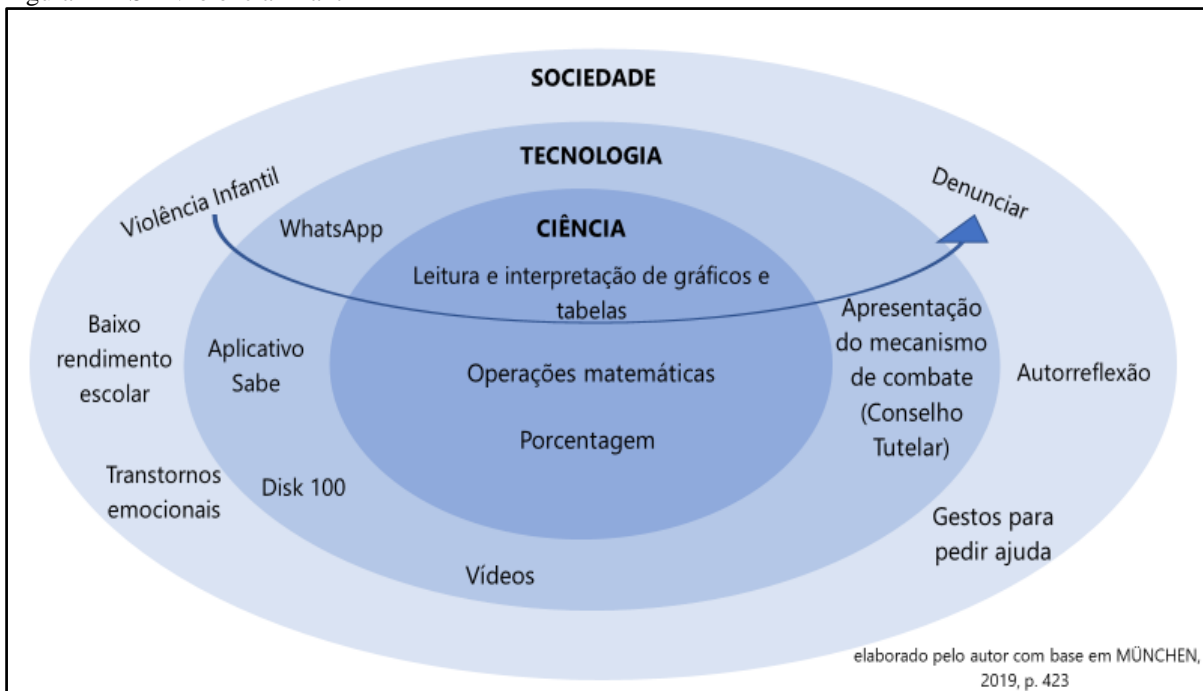 SOCIEDADE
TECNOLOGIA
Violência Infantil
Denunciar
WhatsApp
CIÊNCIA
Leitura e interpretação de gráficos e
tabelas
Baixo
rendimento
escolar
Aplicativo
Sabe
Operações matemáticas
Apresentação
do mecanismo
de combate
(Conselho
Tutelar)
Autorreflexão
Porcentagem
Transtornos
emocionais
Disk 100
Gestos para
pedir ajuda
Vídeos
elaborado pelo autor com base em MÜNCHEN,
2019, p. 423